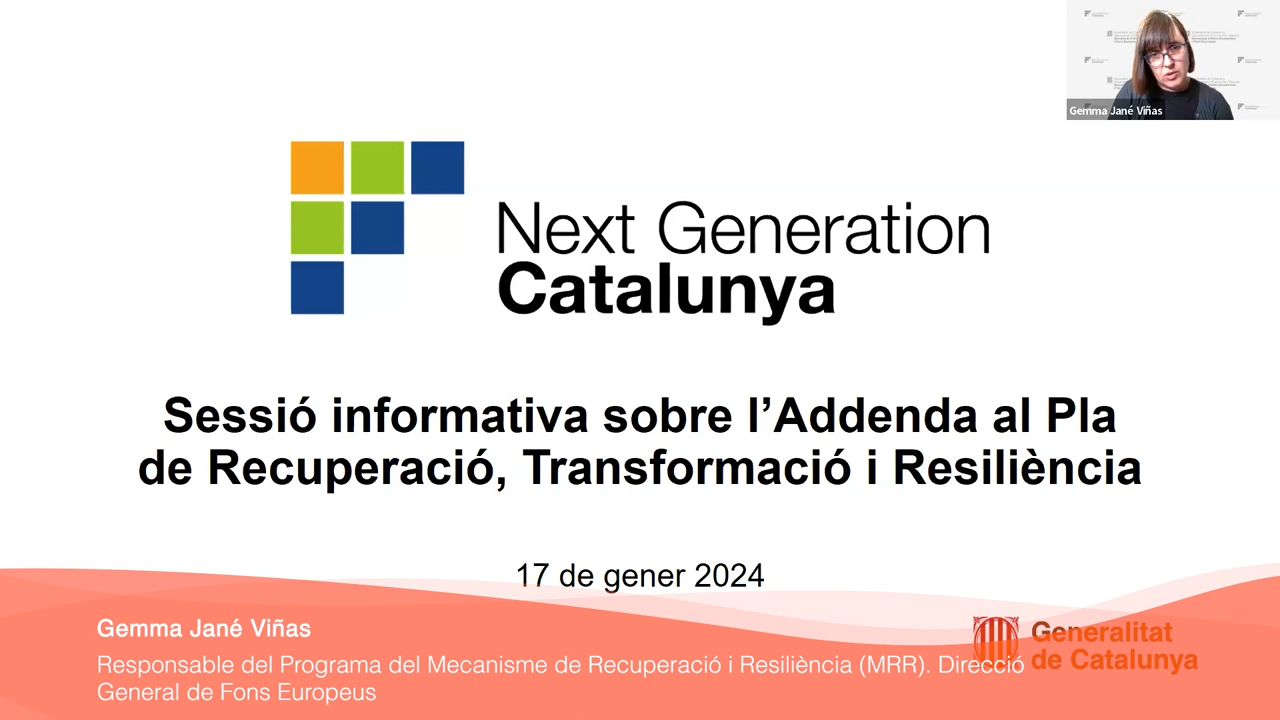 Gemma Jané Viñas
Next Generation
Catalunya
Sessió informativa sobre l’Addenda al Pla
de Recuperació, Transformació i Resiliència
17 de gener 2024
Gemma Jané Viñas
Responsable del Programa del Mecanisme de Recuperació i Resiliència (MRR). Direcció
General de Fons Europeus
Generalitat
de Catalunya